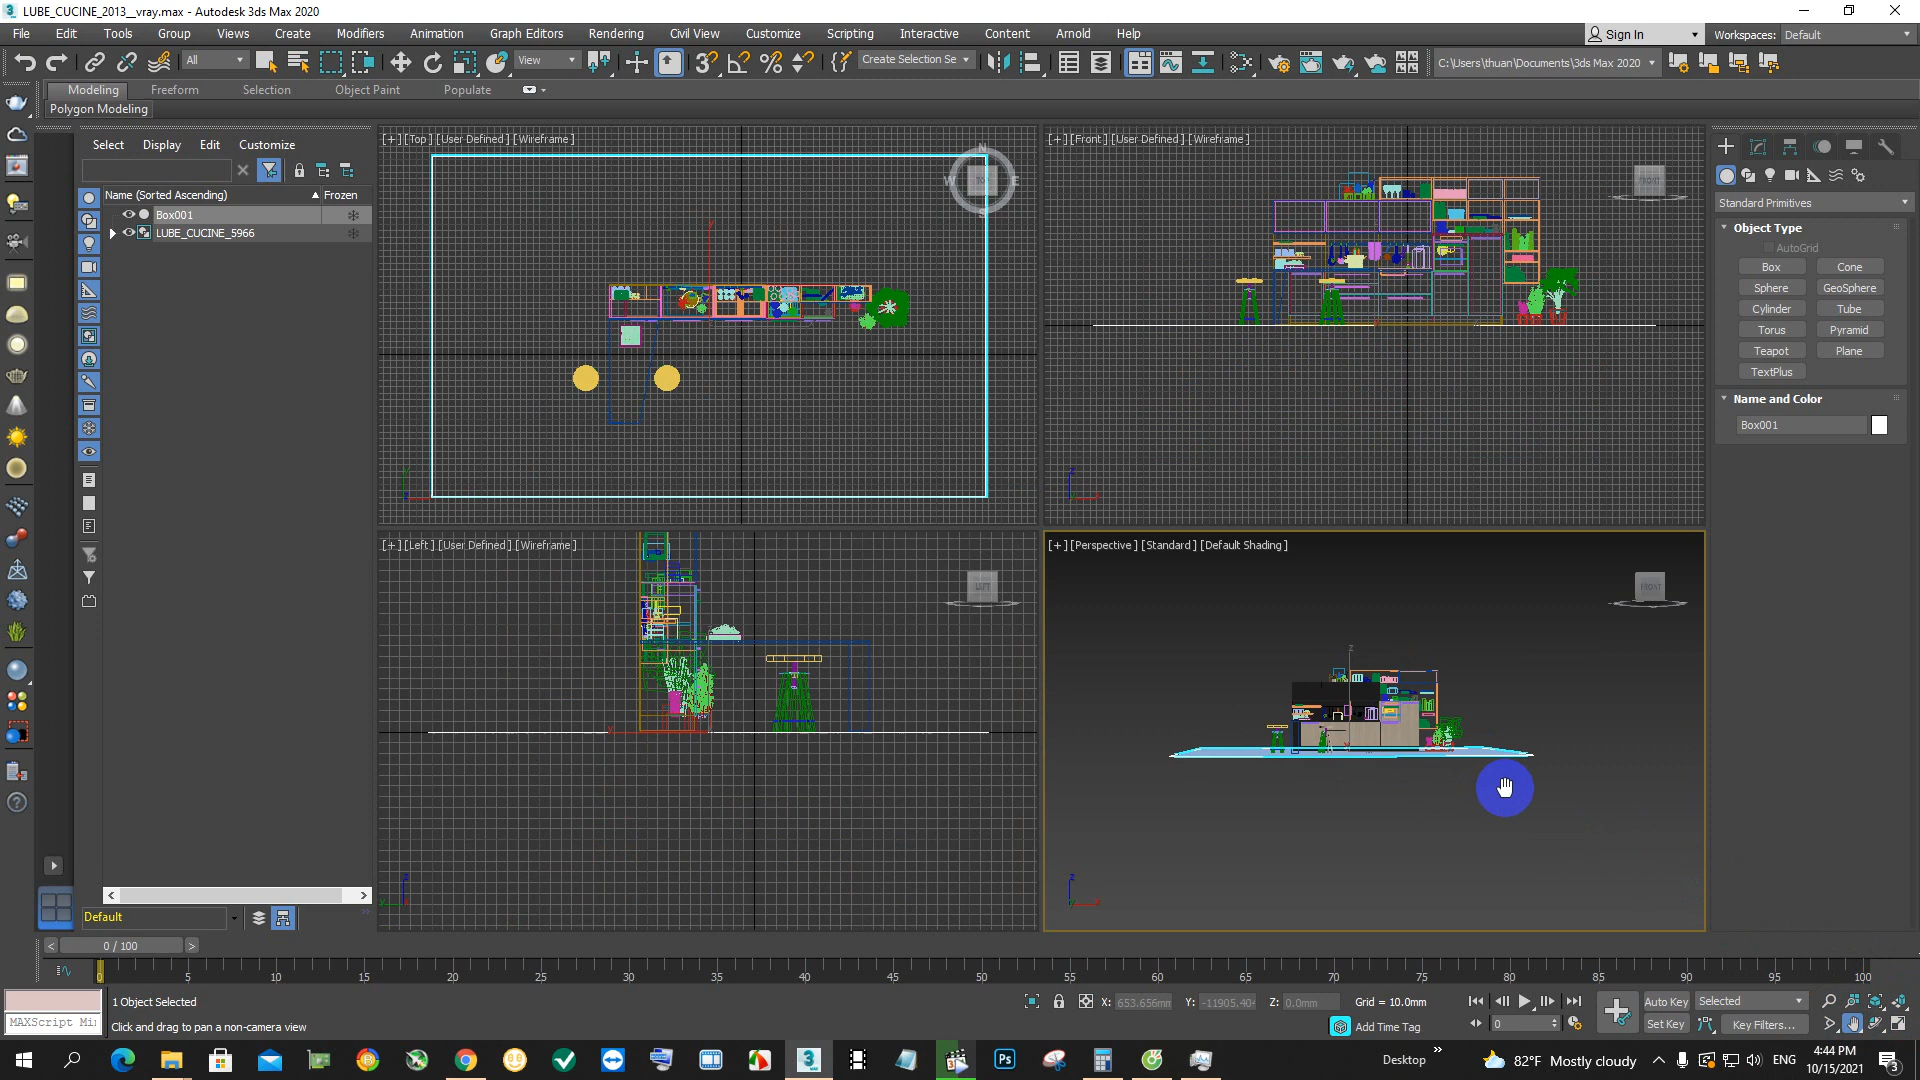 LUBE_CUCINE_2013__vray.max - Autodesk 3ds Max 2020
File Edit Tools Group Views Create Modifiers Animation Graph Editors Rendering Civil View Customize Scripting Interactive Content Arnold Help
Sign In Workspaces: Default
All View Create Selection Se C:\Users\thuan\Documents\3ds Max 2020
Modeling Freeform Selection Object Paint Populate
Polygon Modeling
Select Display Edit Customize
Name (Sorted Ascending) Frozen
Box001
LUBE_CUCINE_5966
[+] [Top] [User Defined] [Wireframe]
[+] [Front] [User Defined] [Wireframe]
N
W E
S
FRONT
Standard Primitives
Object Type
AutoGrid
Box Cone
Sphere GeoSphere
Cylinder Tube
Torus Pyramid
Teapot Plane
TextPlus
Name and Color
Box001
[+] [Left] [User Defined] [Wireframe]
[+] [Perspective] [Standard] [Default Shading]
LEFT
FRONT
Default
0 / 100
0 5 10 15 20 25 30 35 40 45 50 55 60 65 70 75 80 85 90 95 100
1 Object Selected
X: 653.656mm Y: -11905.40 Z: 0.0mm Grid = 10.0mm
Auto Key Selected
MAXScript Mi
Click and drag to pan a non-camera view
Add Time Tag
0
Set Key Key Filters...
Desktop
82°F Mostly cloudy
ENG
4:44 PM
10/15/2021
3
Ps